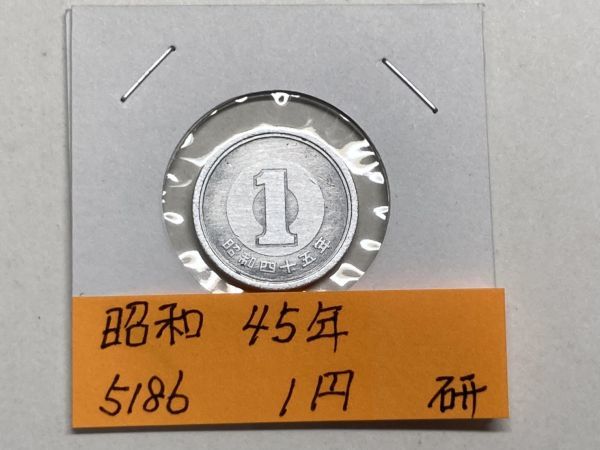 1
昭和四十五年
昭和 45年
5186 1円 研